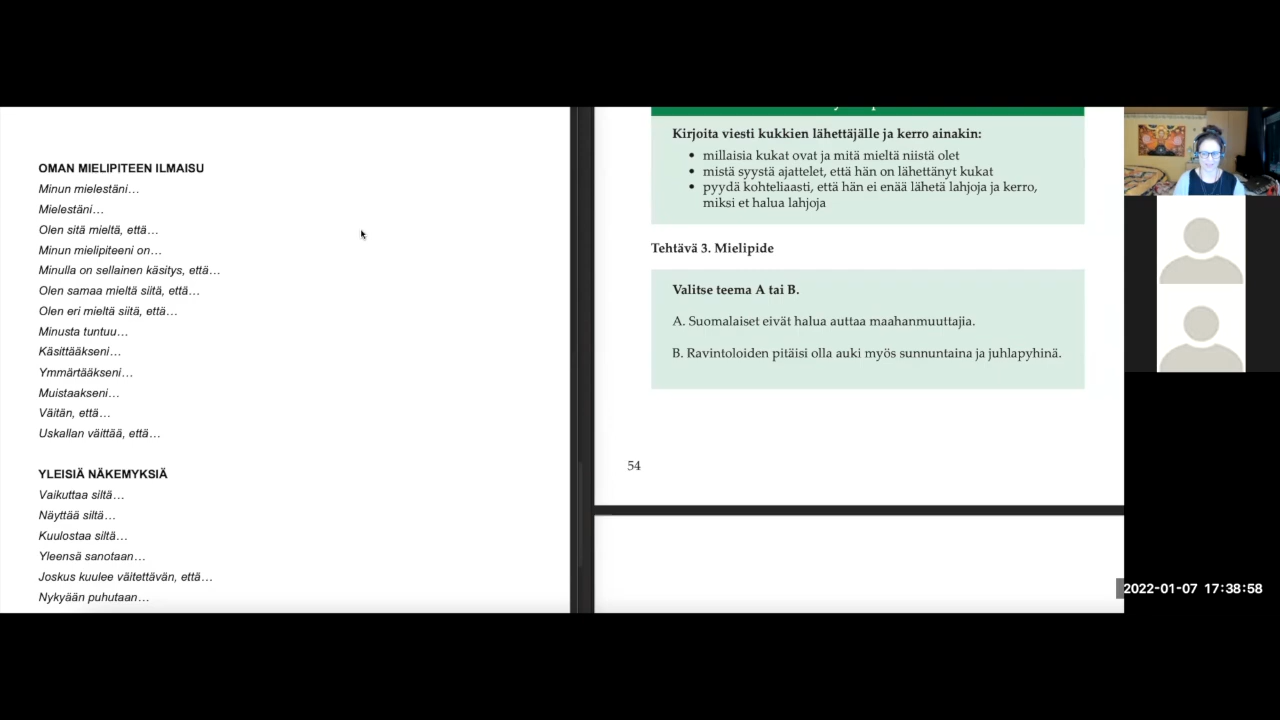 OMAN MIELIPITEEN ILMAISU
Minun mielestäni…
Mielestäni…
Olen sitä mieltä, että…
Minun mielipiteeni on…
Minulla on sellainen käsitys, että…
Olen samaa mieltä siitä, että…
Olen eri mieltä siitä, että…
Minusta tuntuu…
Käsittääkseni…
Ymmärtääkseni…
Muistaakseni…
Väitän, että…
Uskallan väittää, että…
YLEISIÄ NÄKEMYKSIÄ
Vaikuttaa siltä…
Näyttää siltä…
Kuulostaa siltä…
Yleensä sanotaan…
Joskus kuulee väitettävän, että…
Nykyään puhutaan…
Kirjoita viesti kukkien lähettäjälle ja kerro ainakin:
• millaisia kukat ovat ja mitä mieltä niistä olet
• mistä syystä ajattelet, että hän on lähettänyt kukat
• pyydä kohteliaasti, että hän ei enää lähetä lahjoja ja kerro,
miksi et halua lahjoja
Tehtävä 3. Mielipide
Valitse teema A tai B.
A. Suomalaiset eivät halua auttaa maahanmuuttajia.
B. Ravintoloiden pitäisi olla auki myös sunnuntaina ja juhlapyhinä.
54
2022-01-07 17:38:58